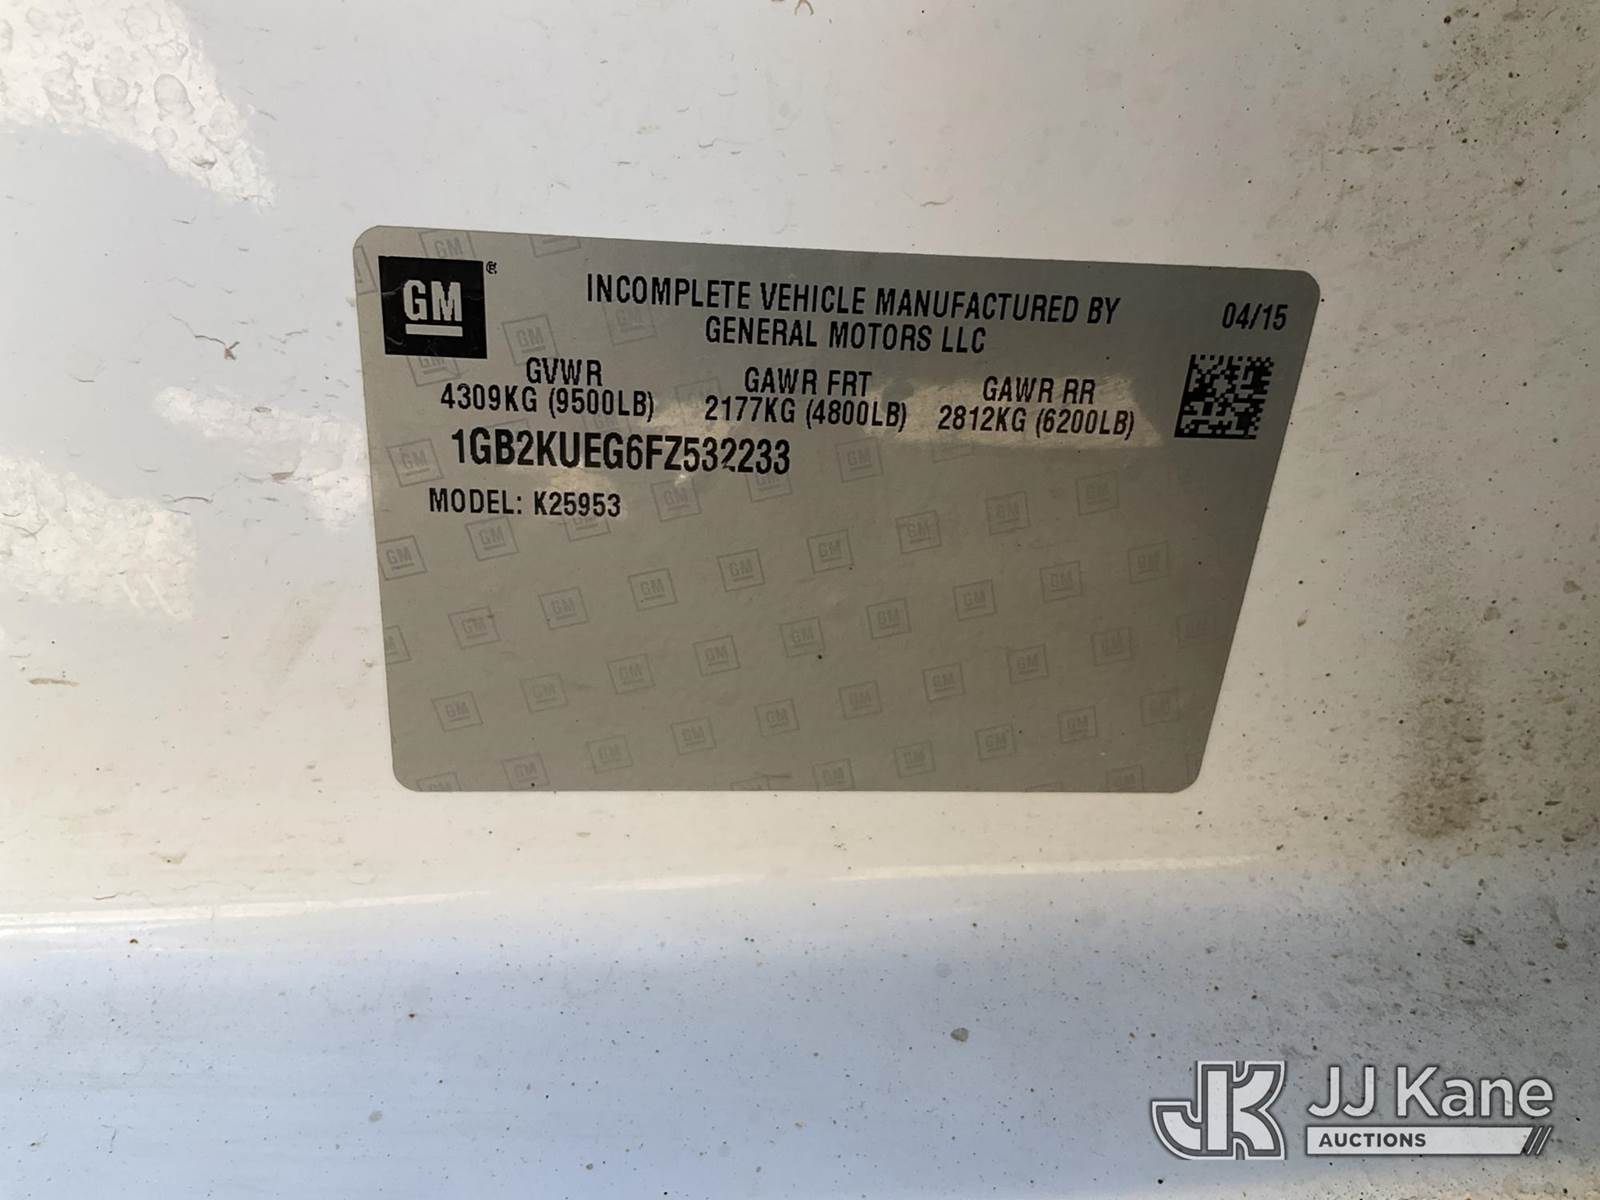 GM
INCOMPLETE VEHICLE MANUFACTURED BY
GENERAL MOTORS LLC
04/15
GVWR
4309KG (9500LB)
GAWR FRT
2177KG (4800LB)
GAWR RR
2812KG (6200LB)
1GB2KUEG6FZ532233
MODEL: K25953
JK
JJ Kane
AUCTIONS